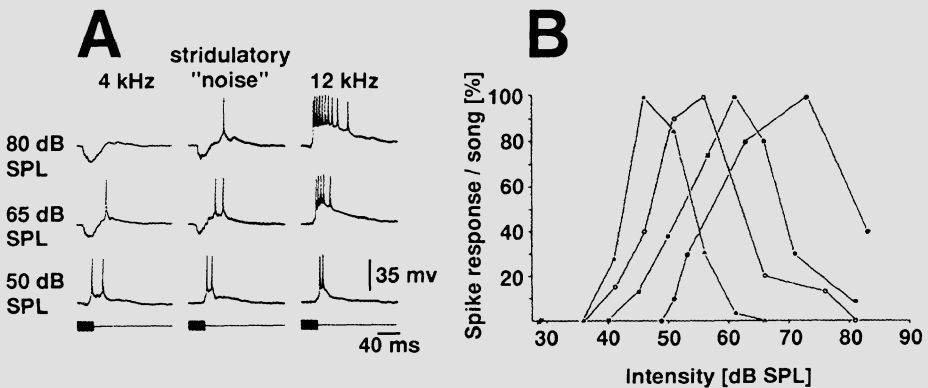 A
4 kHz
stridulatory
"noise"
12 kHz
80 dB
SPL
65 dB
SPL
50 dB
SPL
35 mv
40 ms
B
Spike response / song [%]
100
80
60
40
20
30 40 50 60 70 80 90
Intensity [dB SPL]